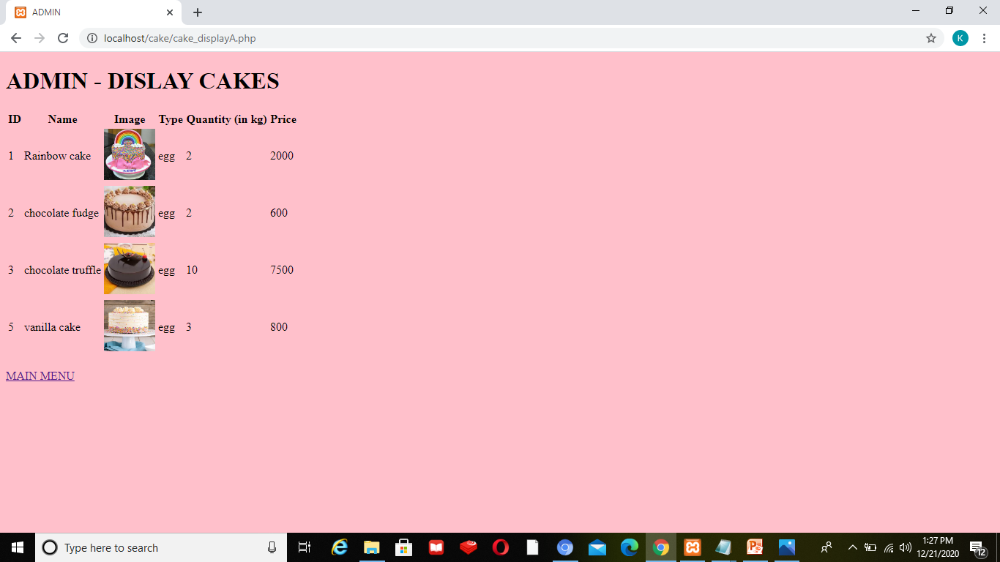 ADMIN
localhost/cake/cake_displayA.php
K
ADMIN - DISLAY CAKES
ID Name Image Type Quantity (in kg) Price
1 Rainbow cake egg 2 2000
2 chocolate fudge egg 2 600
3 chocolate truffle egg 10 7500
5 vanilla cake egg 3 800
MAIN MENU
Type here to search
1:27 PM
12/21/2020
12